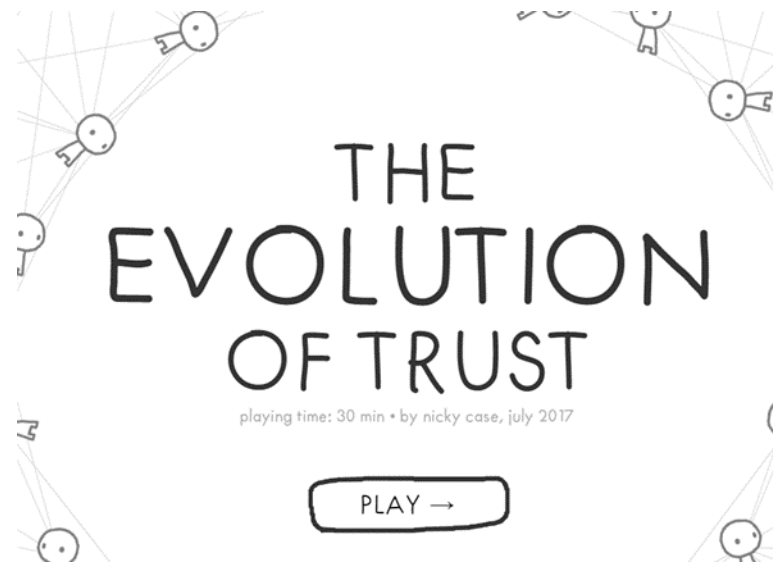 THE
EVOLUTION
OF TRUST
playing time: 30 min • by nicky case, july 2017
PLAY →